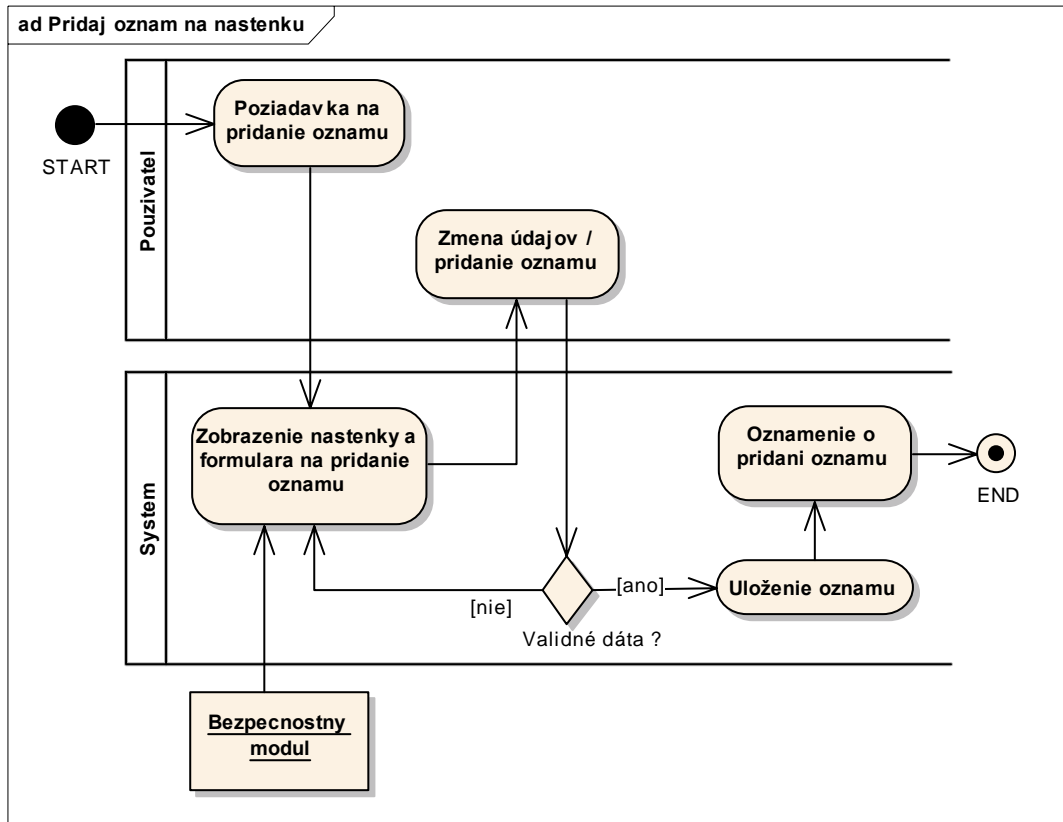 ad Pridaj oznam na nastenku
START
Pouzivatel
Poziadavka na
pridanie oznamu
Zmena údajov /
pridanie oznamu
System
Zobrazenie nastenky a
formulara na pridanie
oznamu
Oznamenie o
pridani oznamu
END
[nie]
[ano]
Uloženie oznamu
Validné dáta ?
Bezpecnostny
modul